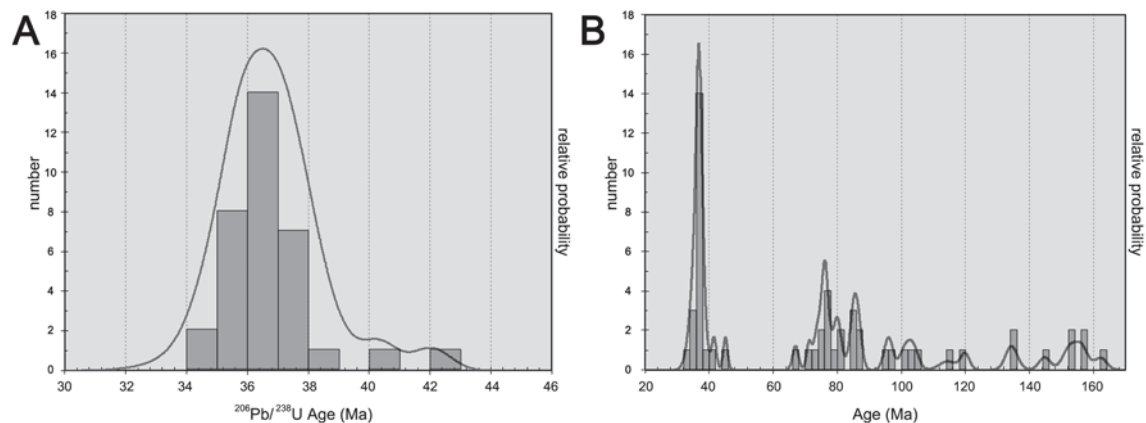 A
18
16
14
12
10
8
6
4
2
0
number
relative probability
30 32 34 36 38 40 42 44 46
²⁰⁶Pb/²³⁸U Age (Ma)
B
18
16
14
12
10
8
6
4
2
0
number
relative probability
20 40 60 80 100 120 140 160
Age (Ma)